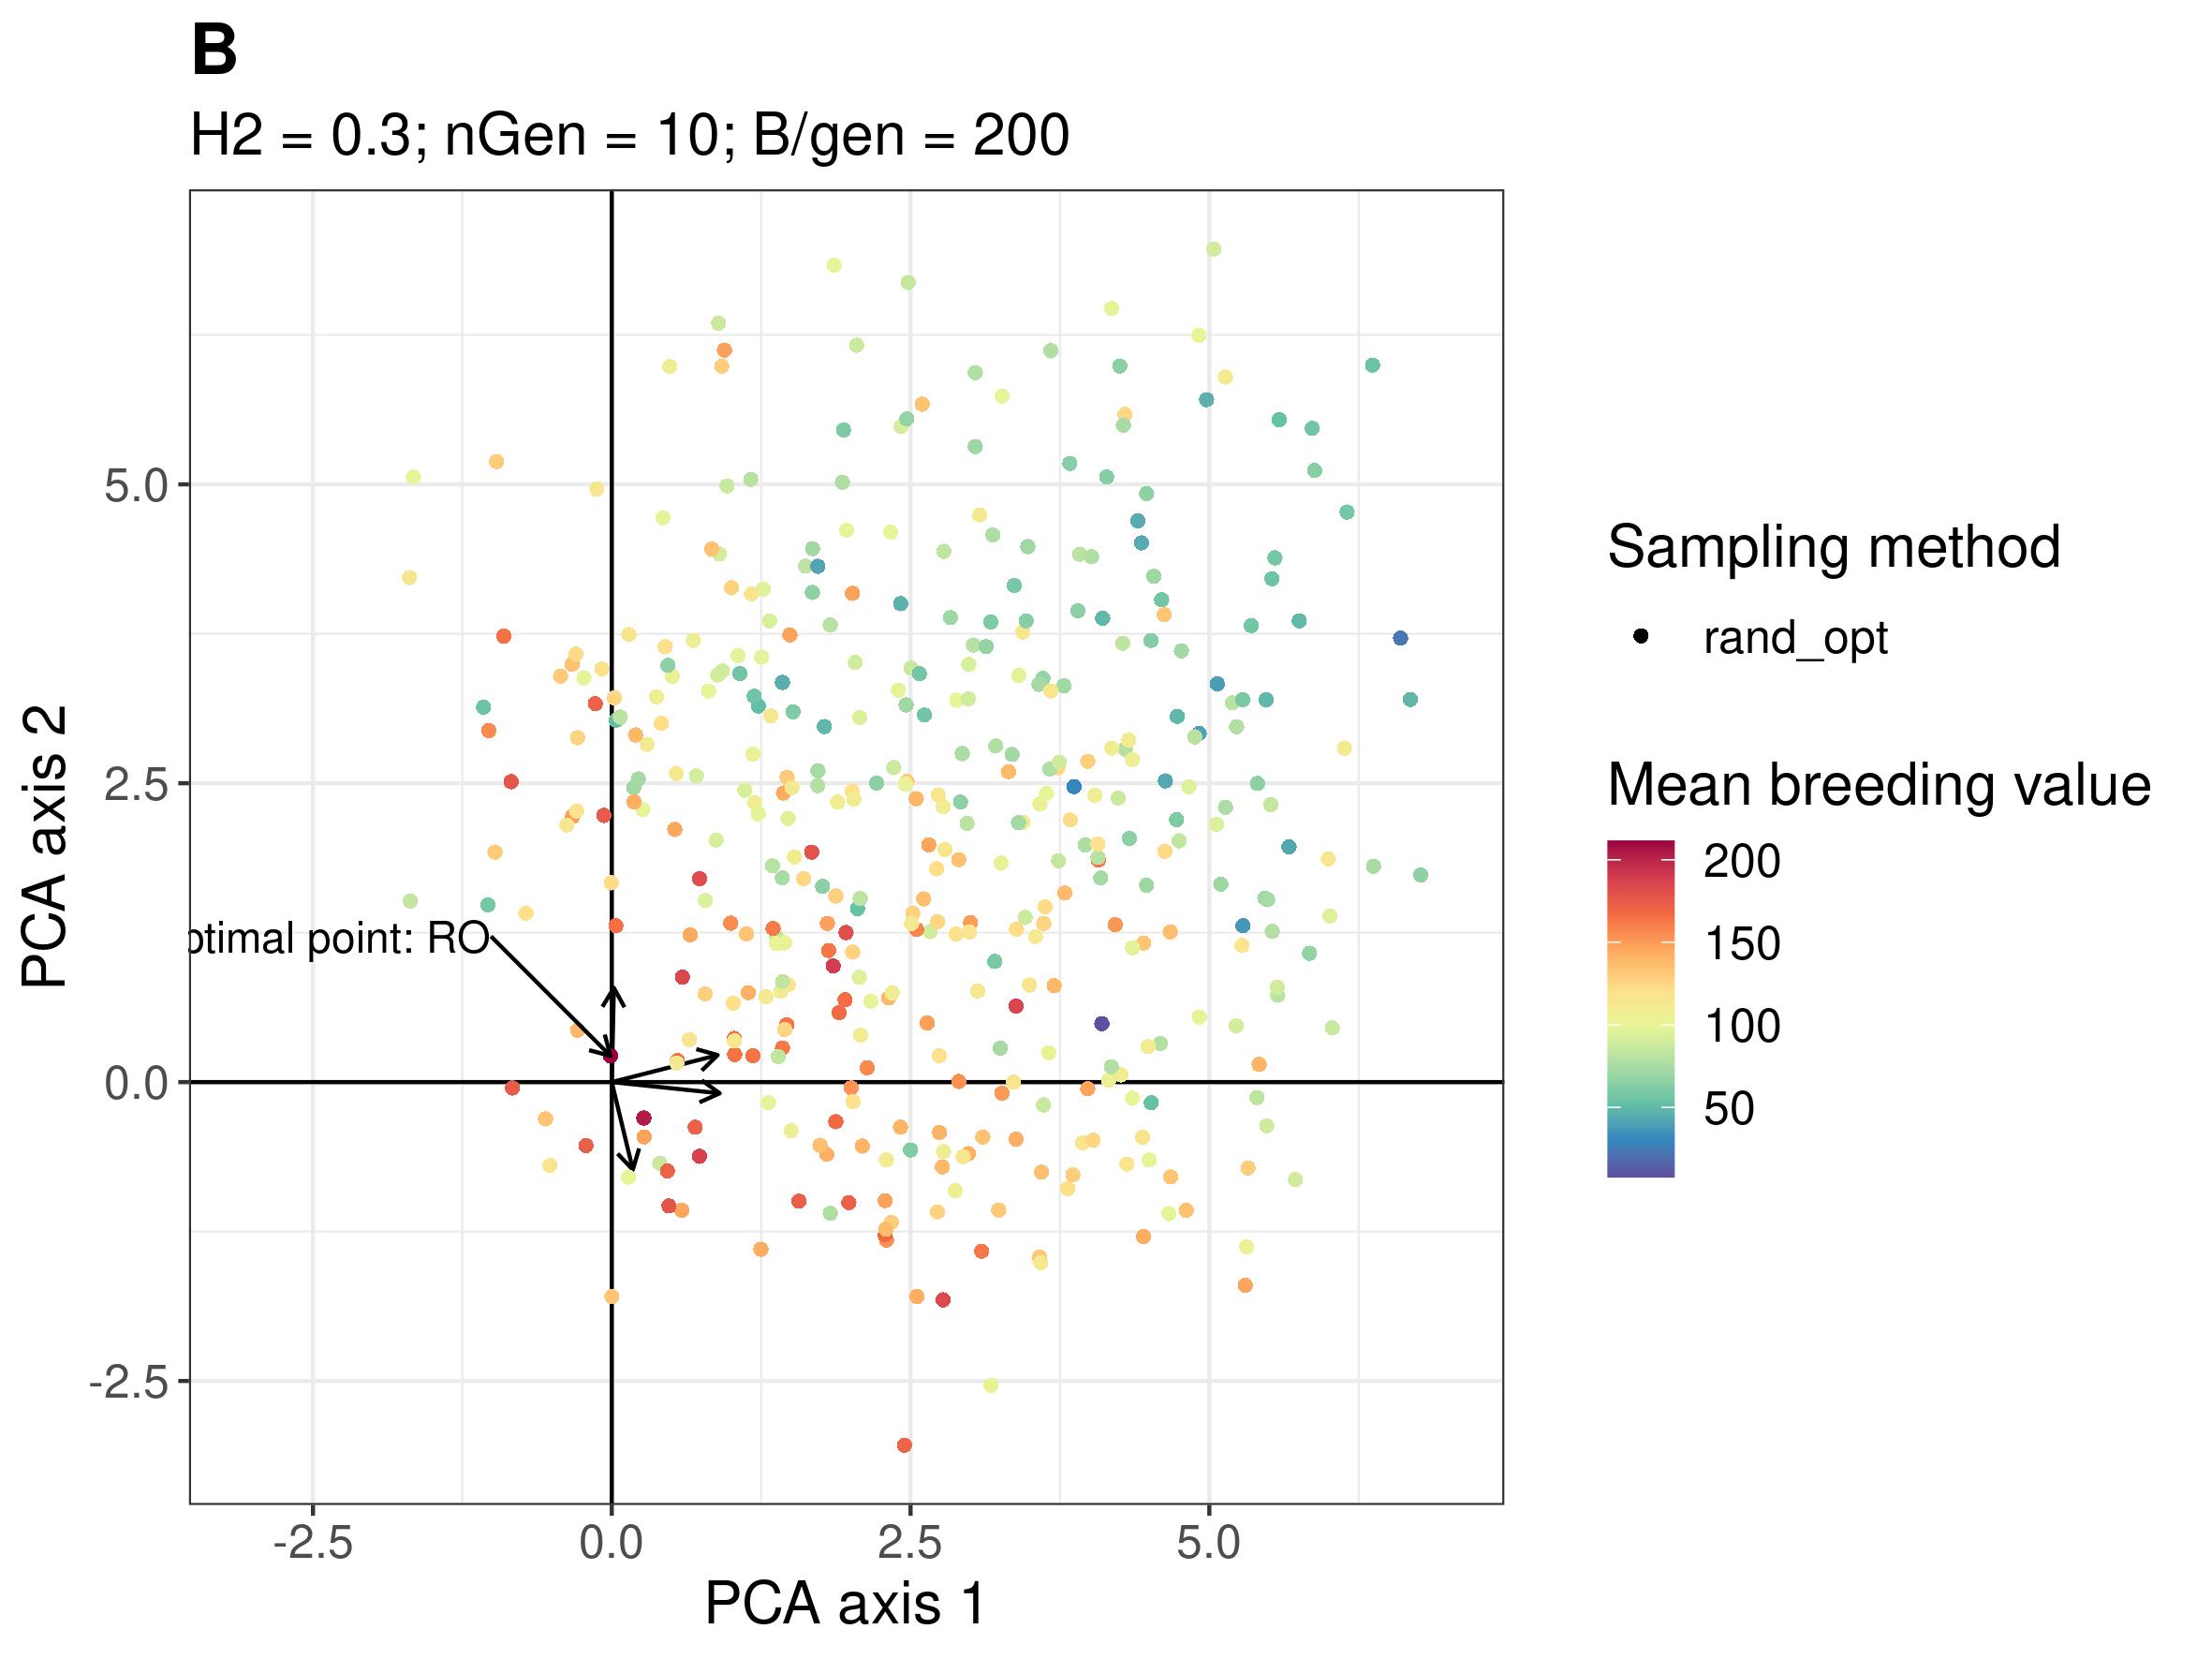 B
H2 = 0.3; nGen = 10; B/gen = 200
5.0
2.5
0.0
-2.5
PCA axis 2
ptimal point: RO
-2.5
0.0
2.5
5.0
PCA axis 1
Sampling method
rand_opt
Mean breeding value
200
150
100
50